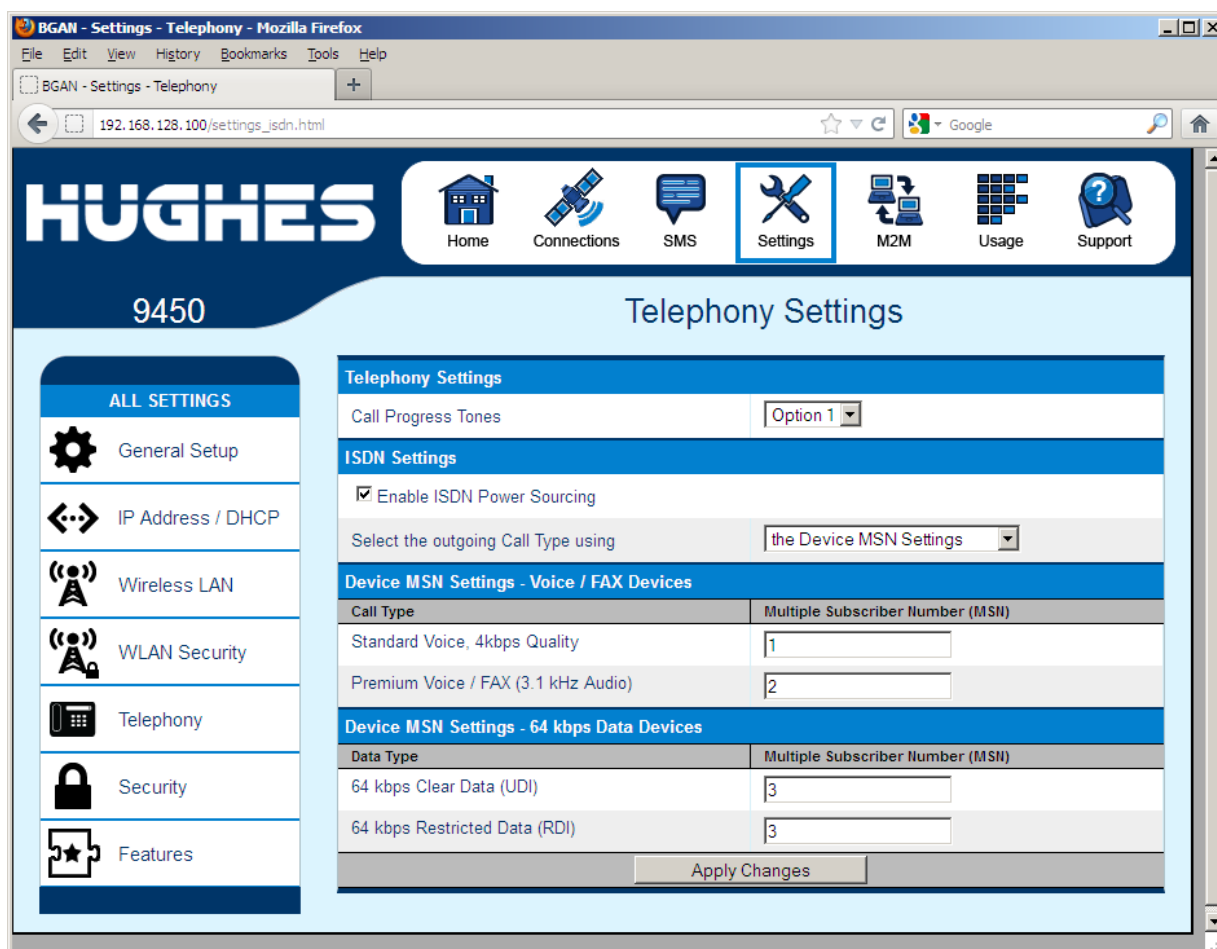 BGAN - Settings - Telephony - Mozilla Firefox
File Edit View History Bookmarks Tools Help
BGAN - Settings - Telephony +
192.168.128.100/settings_isdn.html Google
HUGHES
Home Connections SMS Settings M2M Usage Support
9450 Telephony Settings
ALL SETTINGS
General Setup
IP Address / DHCP
Wireless LAN
WLAN Security
Telephony
Security
Features
Telephony Settings
Call Progress Tones Option 1
ISDN Settings
Enable ISDN Power Sourcing
Select the outgoing Call Type using the Device MSN Settings
Device MSN Settings - Voice / FAX Devices
Call Type Multiple Subscriber Number (MSN)
Standard Voice, 4kbps Quality 1
Premium Voice / FAX (3.1 kHz Audio) 2
Device MSN Settings - 64 kbps Data Devices
Data Type Multiple Subscriber Number (MSN)
64 kbps Clear Data (UDI) 3
64 kbps Restricted Data (RDI) 3
Apply Changes